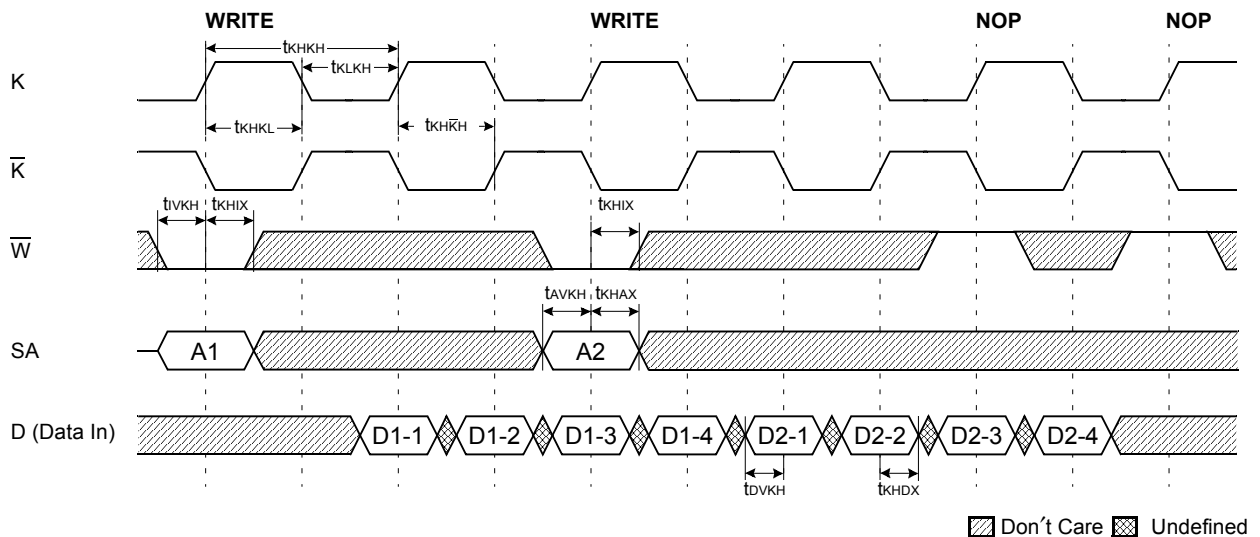 WRITE WRITE NOP NOP
tKHKH
tKLKH
K
tKHKL tKHK̅H
K̅
tIVKH tKHIX tKHIX
W̅
tAVKH tKHAX
SA A1 A2
D (Data In) D1-1 D1-2 D1-3 D1-4 D2-1 D2-2 D2-3 D2-4
tDVKH tKHDX
Don′t Care Undefined